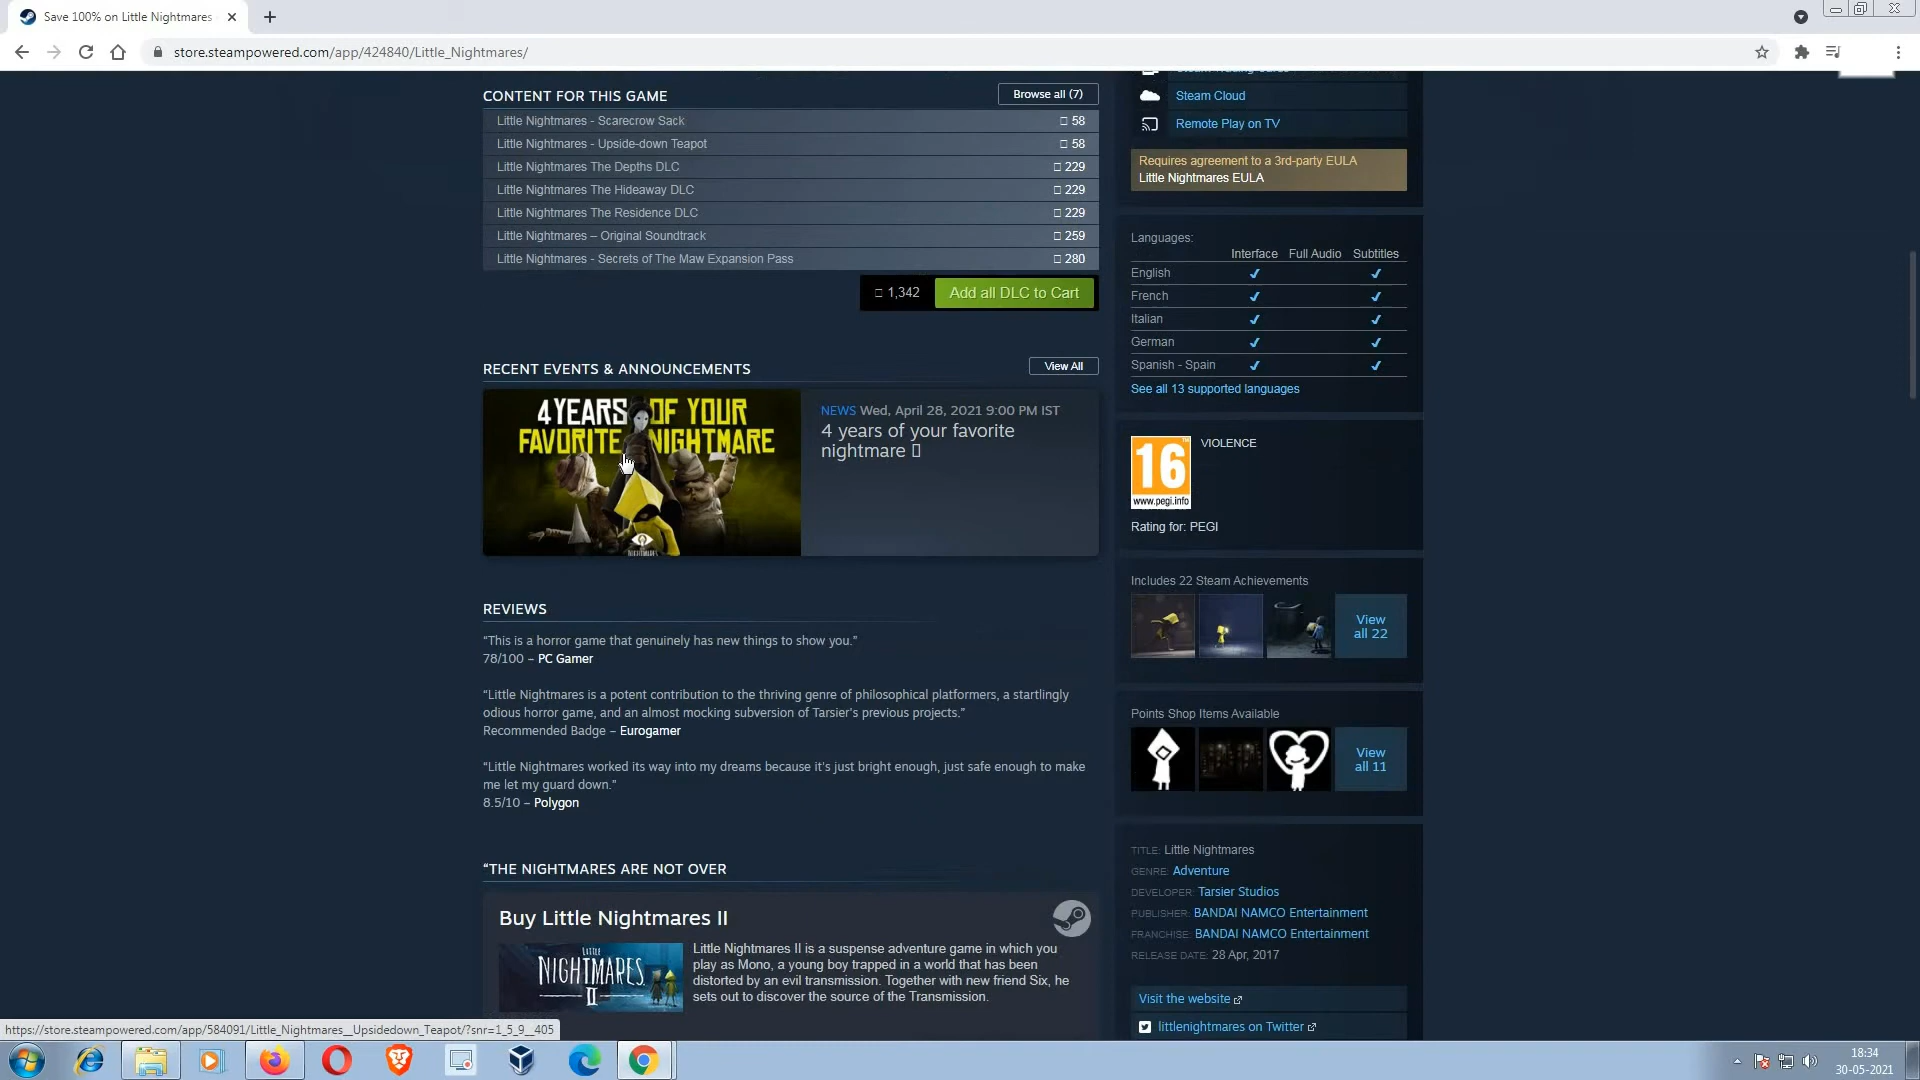 Save 100% on Little Nightmares
store.steampowered.com/app/424840/Little_Nightmares/
CONTENT FOR THIS GAME
Browse all (7)
Little Nightmares - Scarecrow Sack
58
Little Nightmares - Upside-down Teapot
58
Little Nightmares The Depths DLC
229
Little Nightmares The Hideaway DLC
229
Little Nightmares The Residence DLC
229
Little Nightmares – Original Soundtrack
259
Little Nightmares - Secrets of The Maw Expansion Pass
280
1,342
Add all DLC to Cart
RECENT EVENTS & ANNOUNCEMENTS
View All
4 YEARS OF YOUR
FAVORITE NIGHTMARE
NEWS Wed, April 28, 2021 9:00 PM IST
4 years of your favorite
nightmare
REVIEWS
“This is a horror game that genuinely has new things to show you.”
78/100 – PC Gamer
“Little Nightmares is a potent contribution to the thriving genre of philosophical platformers, a startlingly
odious horror game, and an almost mocking subversion of Tarsier’s previous projects.”
Recommended Badge – Eurogamer
“Little Nightmares worked its way into my dreams because it’s just bright enough, just safe enough to make
me let my guard down.”
8.5/10 – Polygon
“THE NIGHTMARES ARE NOT OVER
Buy Little Nightmares II
LITTLE
NIGHTMARES
II
Little Nightmares II is a suspense adventure game in which you
play as Mono, a young boy trapped in a world that has been
distorted by an evil transmission. Together with new friend Six, he
sets out to discover the source of the Transmission.
Steam Cloud
Remote Play on TV
Requires agreement to a 3rd-party EULA
Little Nightmares EULA
Languages:
Interface Full Audio Subtitles
English
French
Italian
German
Spanish - Spain
See all 13 supported languages
16
www.pegi.info
VIOLENCE
Rating for: PEGI
Includes 22 Steam Achievements
View
all 22
Points Shop Items Available
View
all 11
TITLE: Little Nightmares
GENRE: Adventure
DEVELOPER: Tarsier Studios
PUBLISHER: BANDAI NAMCO Entertainment
FRANCHISE: BANDAI NAMCO Entertainment
RELEASE DATE: 28 Apr, 2017
Visit the website
littlenightmares on Twitter
https://store.steampowered.com/app/584091/Little_Nightmares__Upsidedown_Teapot/?snr=1_5_9__405
18:34
30-05-2021